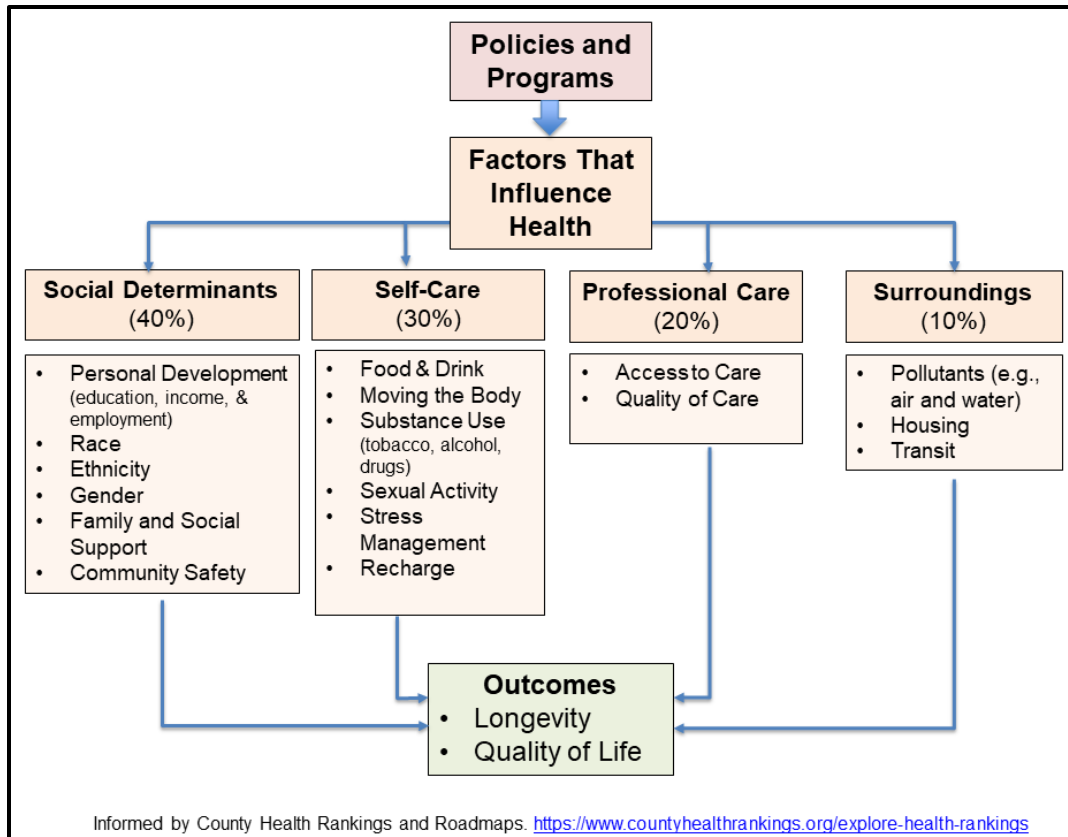 Policies and
Programs
Factors That
Influence
Health
Social Determinants
(40%)
• Personal Development
(education, income, &
employment)
• Race
• Ethnicity
• Gender
• Family and Social
Support
• Community Safety
Self-Care
(30%)
• Food & Drink
• Moving the Body
• Substance Use
(tobacco, alcohol,
drugs)
• Sexual Activity
• Stress
Management
• Recharge
Professional Care
(20%)
• Access to Care
• Quality of Care
Surroundings
(10%)
• Pollutants (e.g.,
air and water)
• Housing
• Transit
Outcomes
• Longevity
• Quality of Life
Informed by County Health Rankings and Roadmaps. https://www.countyhealthrankings.org/explore-health-rankings